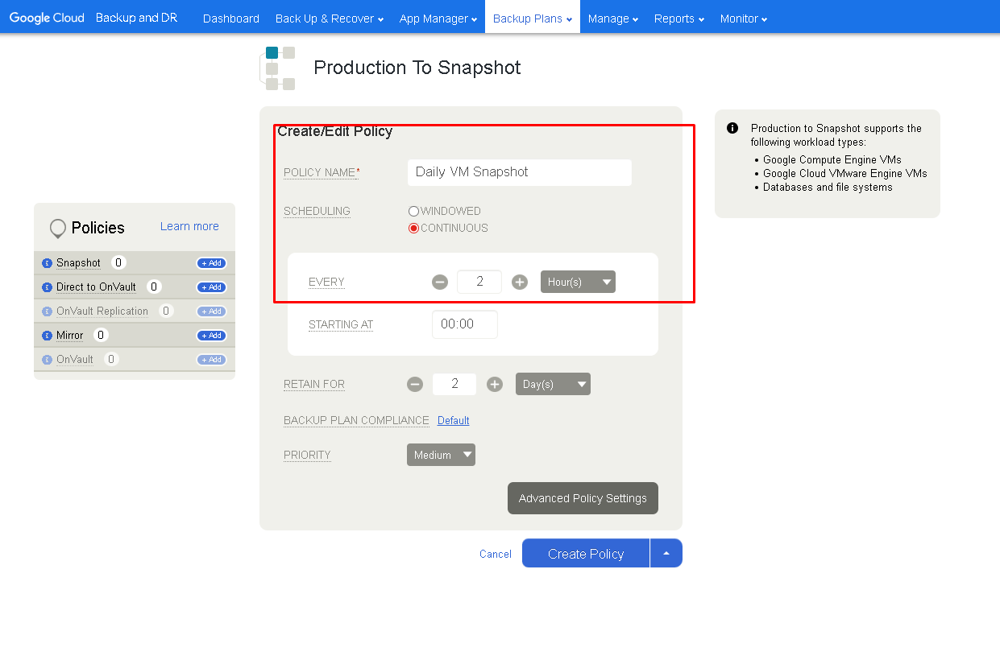 Google Cloud Backup and DR Dashboard Back Up & Recover App Manager Backup Plans Manage Reports Monitor
Production To Snapshot
Create/Edit Policy
POLICY NAME* Daily VM Snapshot
SCHEDULING WINDOWED
CONTINUOUS
EVERY 2 Hour(s)
STARTING AT 00:00
RETAIN FOR 2 Day(s)
BACKUP PLAN COMPLIANCE Default
PRIORITY Medium
Advanced Policy Settings
Cancel Create Policy
Policies Learn more
Snapshot 0 + Add
Direct to OnVault 0 + Add
OnVault Replication 0 + Add
Mirror 0 + Add
OnVault 0 + Add
Production to Snapshot supports the
following workload types:
• Google Compute Engine VMs
• Google Cloud VMware Engine VMs
• Databases and file systems